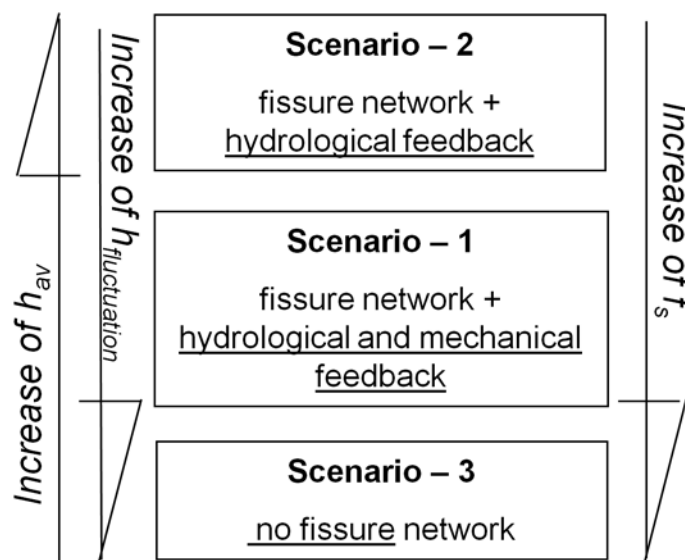 Increase of h_av
Increase of h_fluctuation
Scenario – 2
fissure network +
hydrological feedback
Scenario – 1
fissure network +
hydrological and mechanical
feedback
Scenario – 3
no fissure network
Increase of f_s